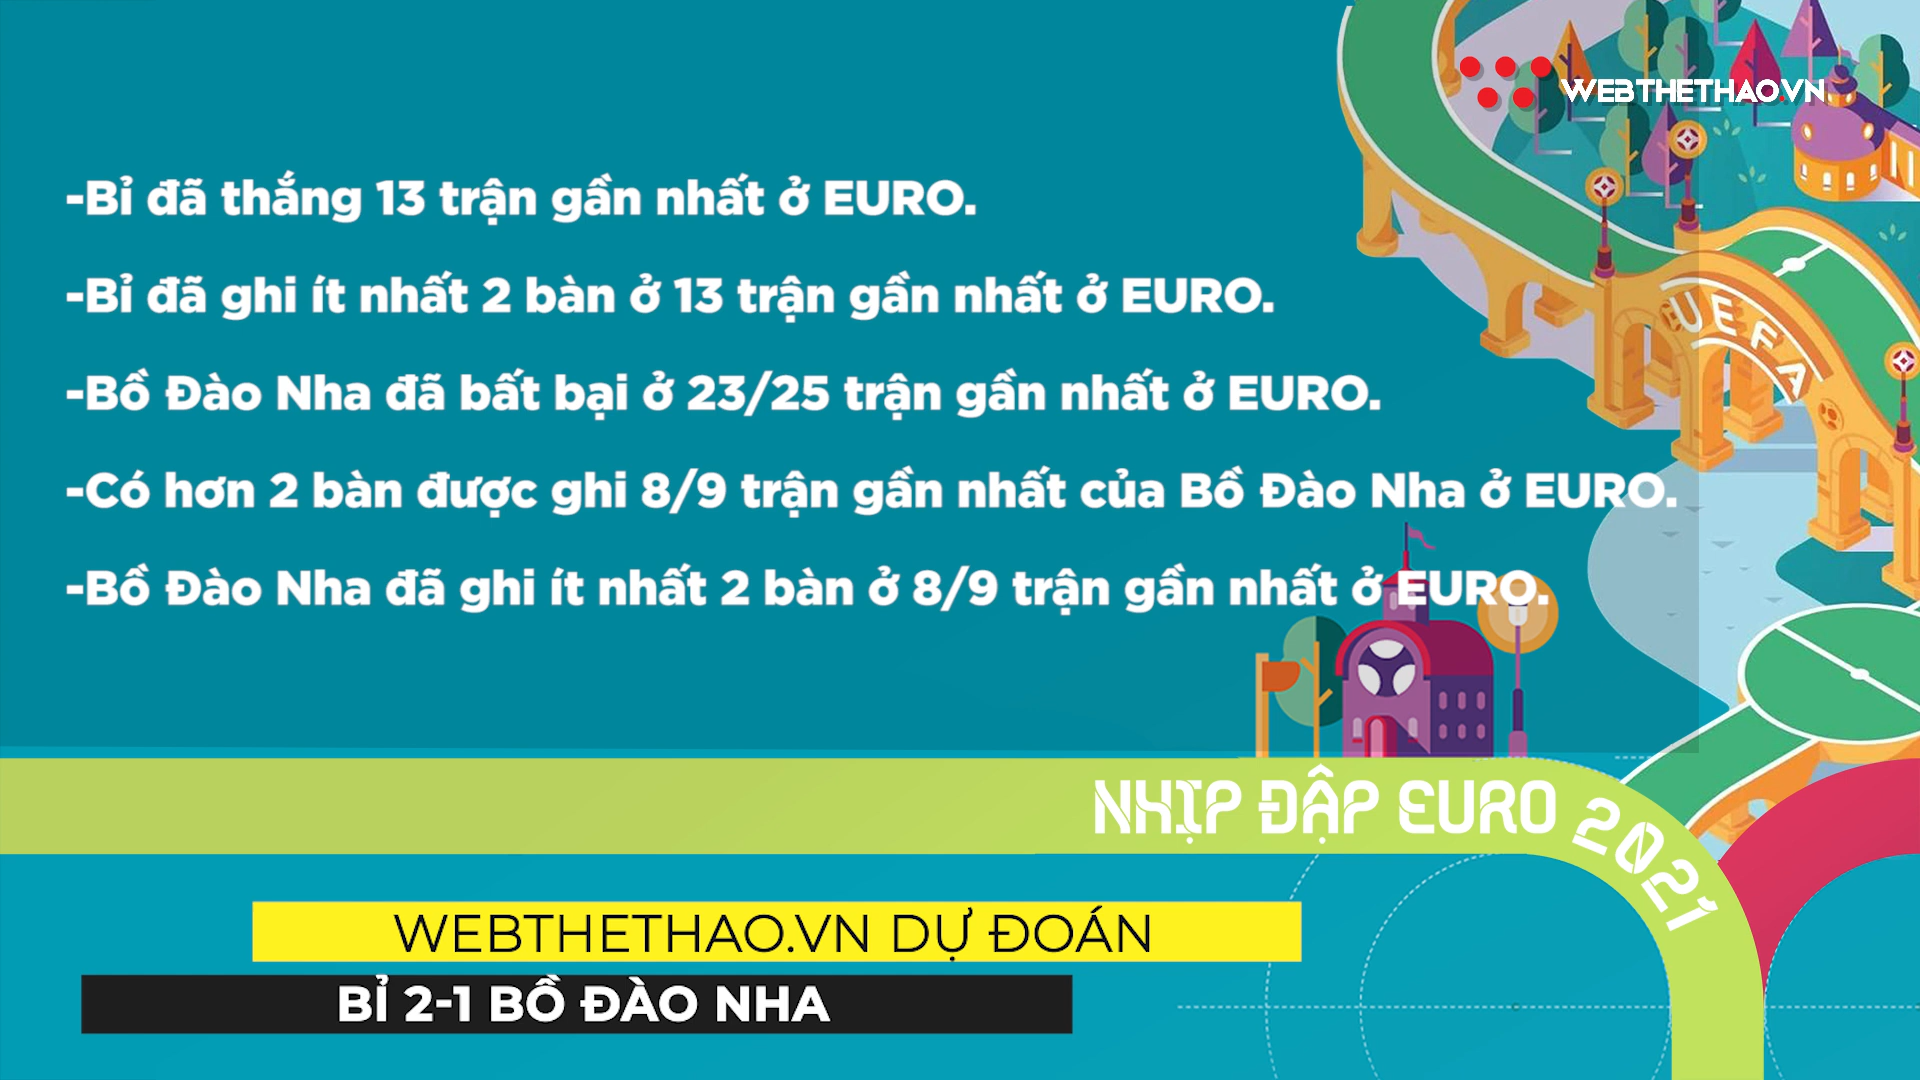 WEBTHETHAO.VN
-Bỉ đã thắng 13 trận gần nhất ở EURO.
-Bỉ đã ghi ít nhất 2 bàn ở 13 trận gần nhất ở EURO.
UEFA
-Bồ Đào Nha đã bất bại ở 23/25 trận gần nhất ở EURO.
-Có hơn 2 bàn được ghi 8/9 trận gần nhất của Bồ Đào Nha ở EURO.
-Bồ Đào Nha đã ghi ít nhất 2 bàn ở 8/9 trận gần nhất ở EURO.
NHỊP ĐẬP EURO 2021
WEBTHETHAO.VN DỰ ĐOÁN
BỈ 2-1 BỒ ĐÀO NHA